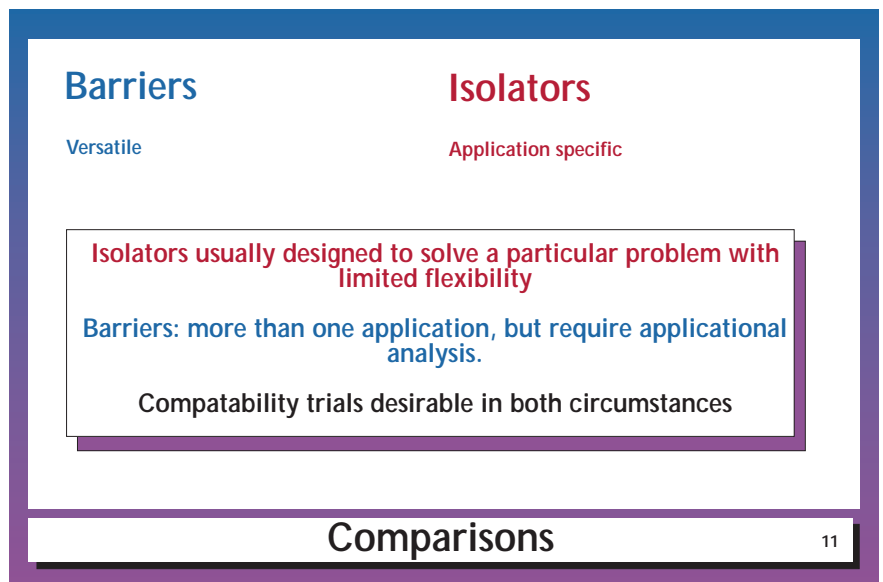 Barriers
Isolators
Versatile
Application specific
Isolators usually designed to solve a particular problem with
limited flexibility
Barriers: more than one application, but require applicational
analysis.
Compatability trials desirable in both circumstances
Comparisons
11